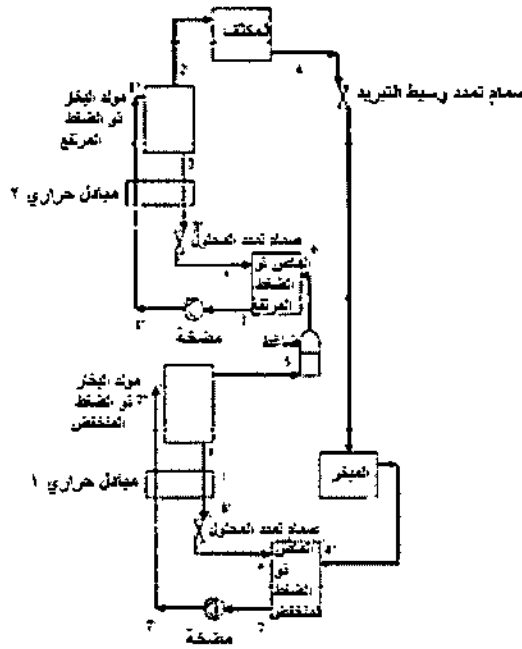 المكثف
صمام تمدد وسيط التبريد
مولد البخار
ذو الضغط
المرتفع
مبادل حراري ٢
صمام تمدد المحلول
الماص ذو
الضغط
المرتفع
مضخة
ضاغط
مولد البخار
ذو الضغط
المنخفض
مبادل حراري ١
المبخر
صمام تمدد المحلول
الماص
ذو
الضغط
المنخفض
مضخة